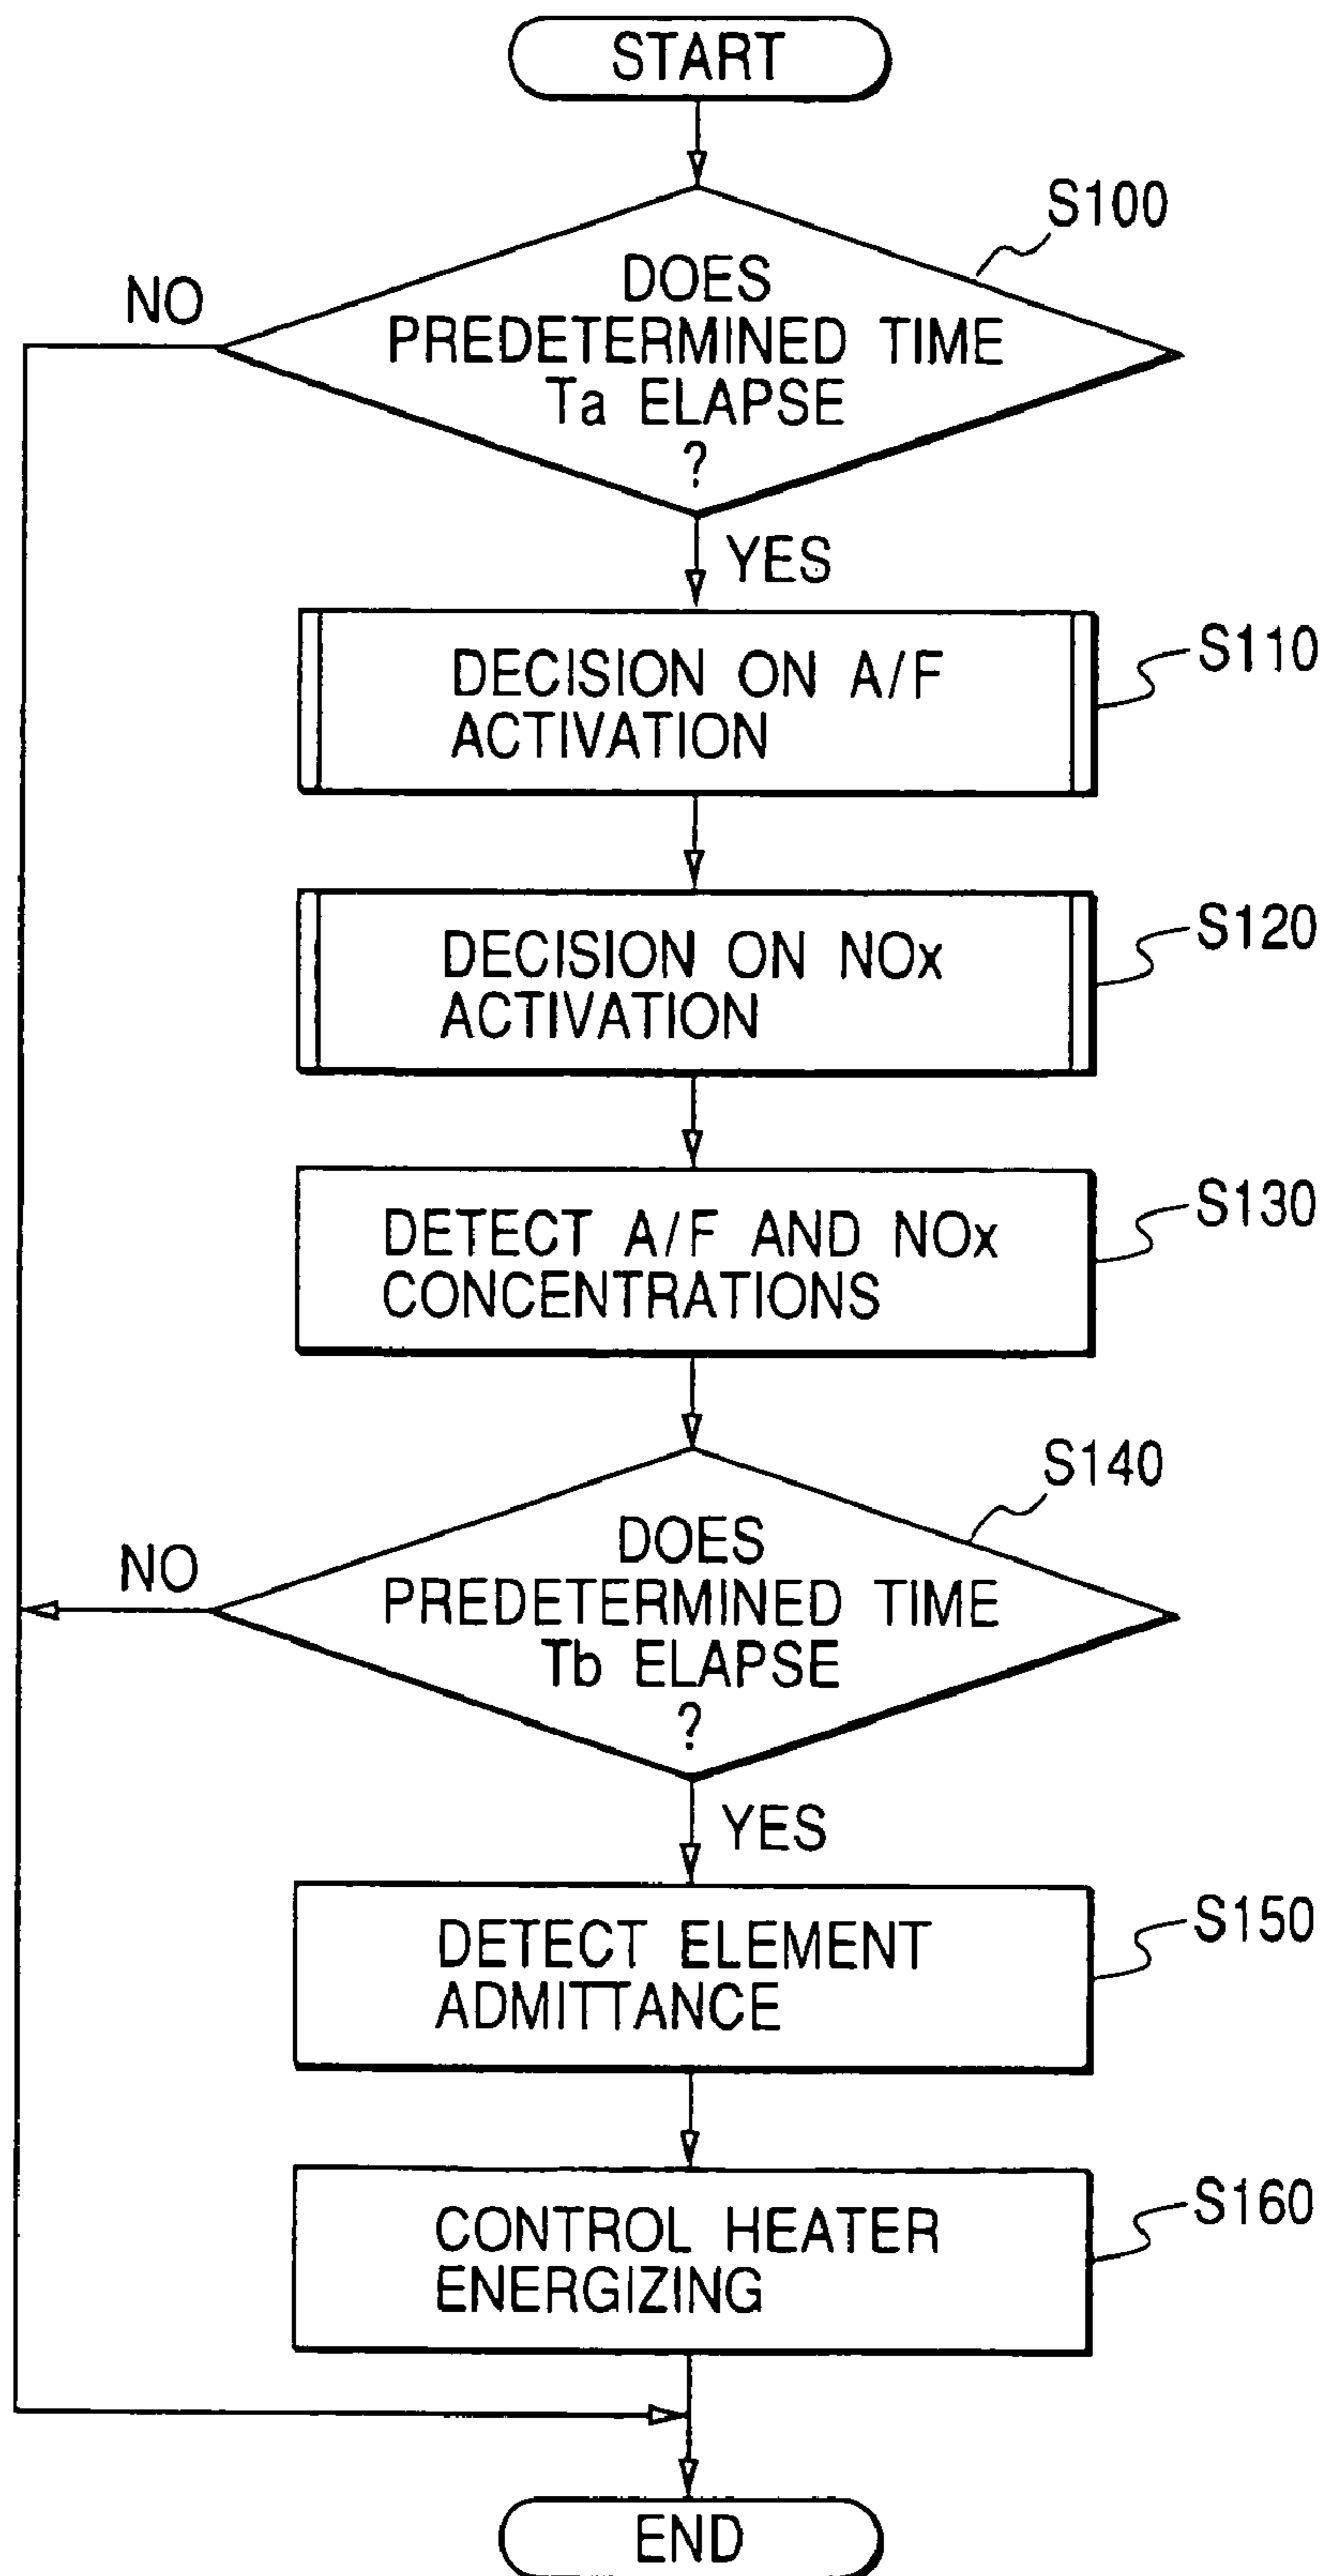 START
S100
NO
DOES
PREDETERMINED TIME
Ta ELAPSE
?
YES
DECISION ON A/F
ACTIVATION
S110
DECISION ON NOx
ACTIVATION
S120
DETECT A/F AND NOx
CONCENTRATIONS
S130
S140
NO
DOES
PREDETERMINED TIME
Tb ELAPSE
?
YES
DETECT ELEMENT
ADMITTANCE
S150
CONTROL HEATER
ENERGIZING
S160
END